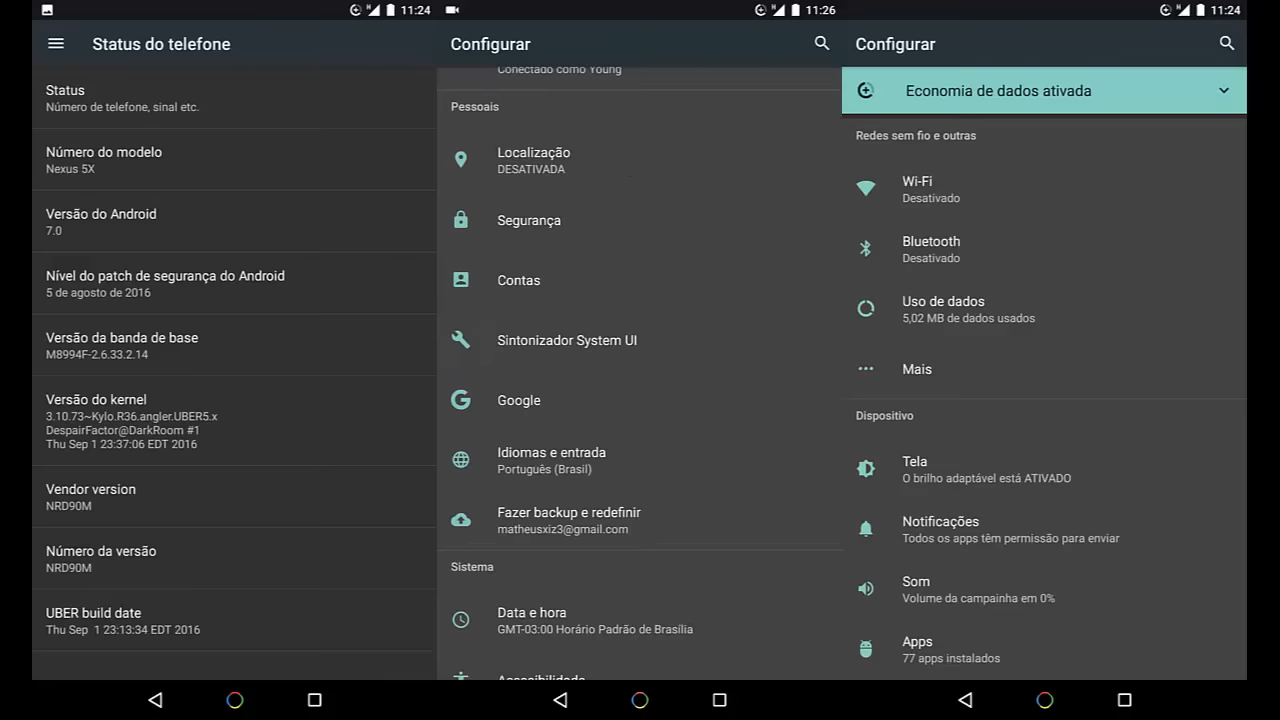 11:24
Status do telefone
Status
Número de telefone, sinal etc.
Número do modelo
Nexus 5X
Versão do Android
7.0
Nível do patch de segurança do Android
5 de agosto de 2016
Versão da banda de base
M8994F-2.6.33.2.14
Versão do kernel
3.10.73~Kylo.R36.angler.UBER5.x
DespairFactor@DarkRoom #1
Thu Sep 1 23:37:06 EDT 2016
Vendor version
NRD90M
Número da versão
NRD90M
UBER build date
Thu Sep 1 23:13:34 EDT 2016
H 11:26
Configurar
Conectado como Young
Pessoais
Localização
DESATIVADA
Segurança
Contas
Sintonizador System UI
Google
Idiomas e entrada
Português (Brasil)
Fazer backup e redefinir
matheusxiz3@gmail.com
Sistema
Data e hora
GMT-03:00 Horário Padrão de Brasília
Acessibilidade
H 11:24
Configurar
Economia de dados ativada
Redes sem fio e outras
Wi-Fi
Desativado
Bluetooth
Desativado
Uso de dados
5,02 MB de dados usados
Mais
Dispositivo
Tela
O brilho adaptável está ATIVADO
Notificações
Todos os apps têm permissão para enviar
Som
Volume da campainha em 0%
Apps
77 apps instalados